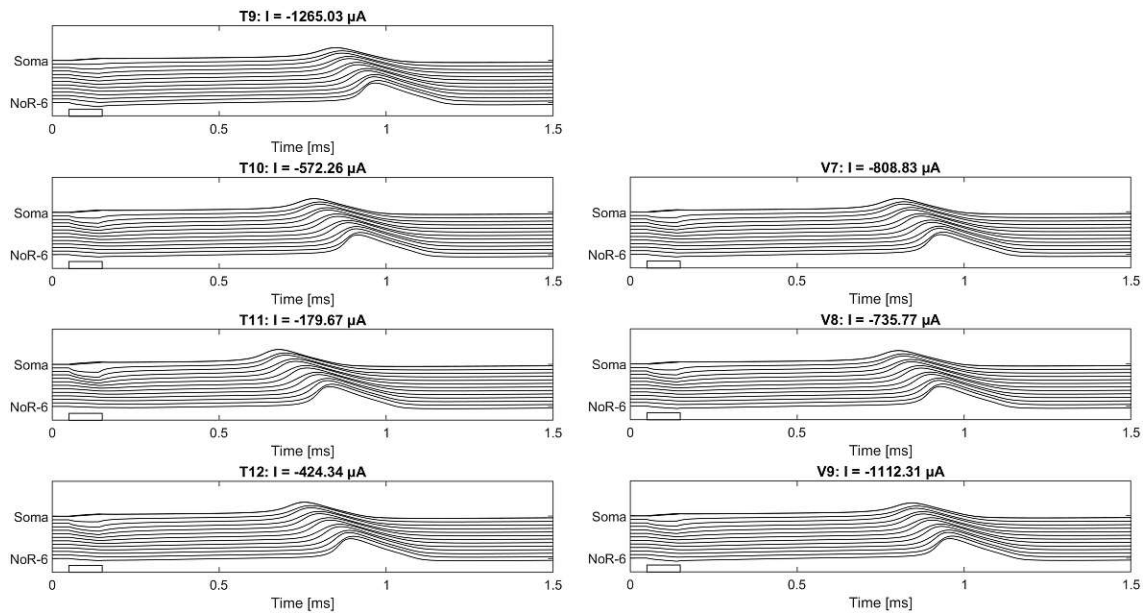 T9: I = -1265.03 µA
Soma
NoR-6
0 0.5 1 1.5
Time [ms]
T10: I = -572.26 µA
Soma
NoR-6
0 0.5 1 1.5
Time [ms]
V7: I = -808.83 µA
Soma
NoR-6
0 0.5 1 1.5
Time [ms]
T11: I = -179.67 µA
Soma
NoR-6
0 0.5 1 1.5
Time [ms]
V8: I = -735.77 µA
Soma
NoR-6
0 0.5 1 1.5
Time [ms]
T12: I = -424.34 µA
Soma
NoR-6
0 0.5 1 1.5
Time [ms]
V9: I = -1112.31 µA
Soma
NoR-6
0 0.5 1 1.5
Time [ms]